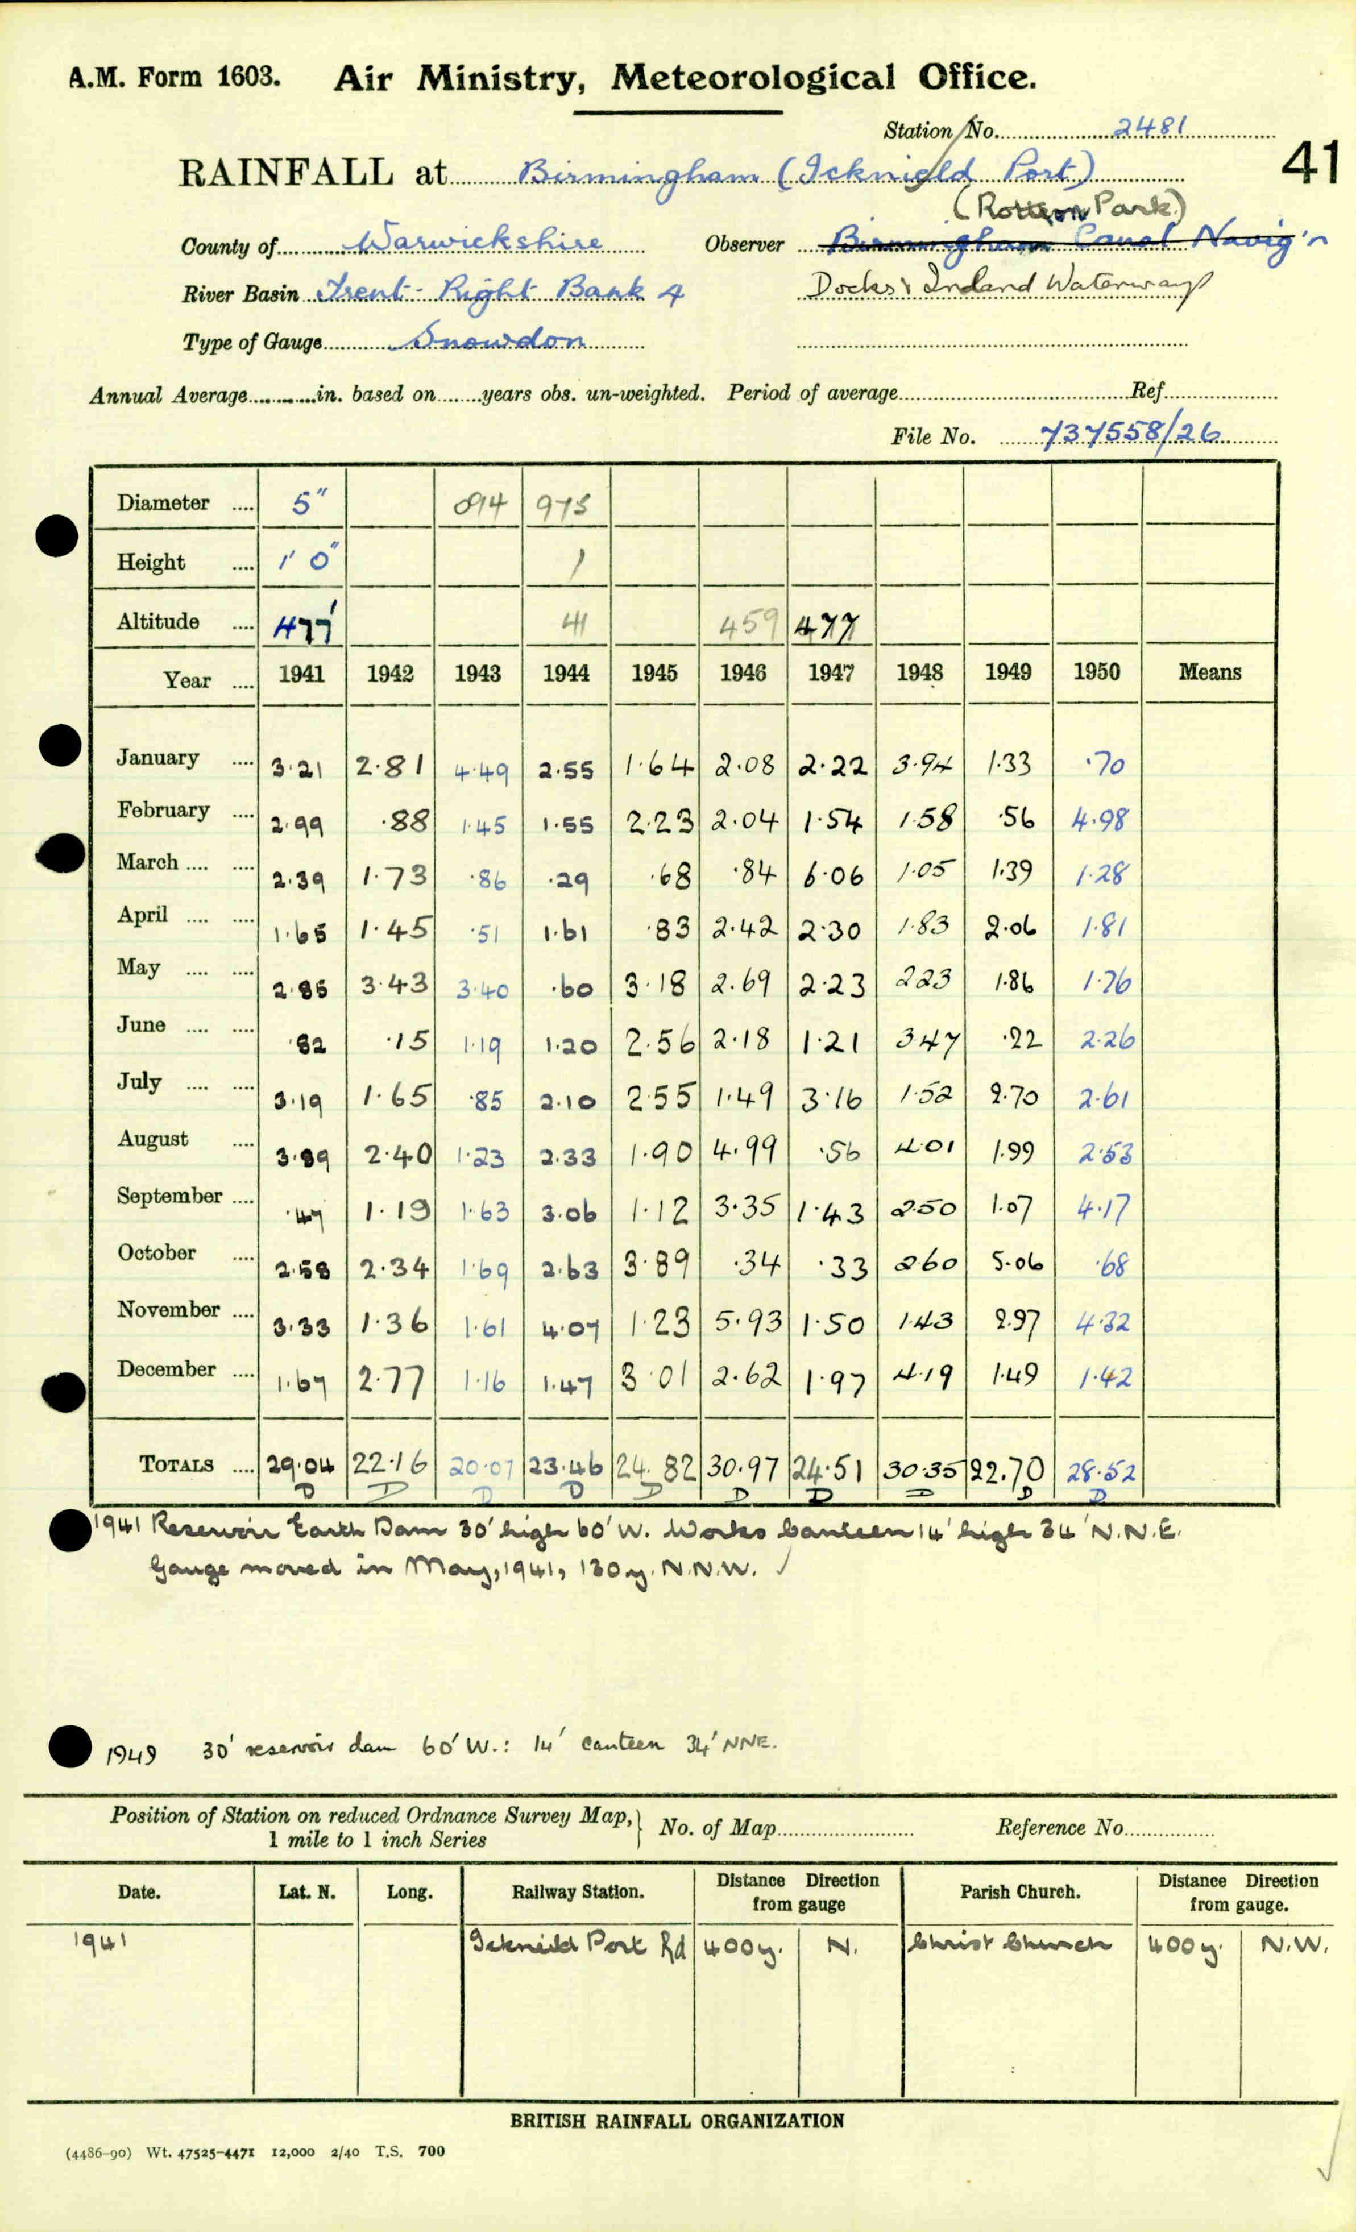 A.M. Form 1603. Air Ministry, Meteorological Office.
Station No. 2481
41
RAINFALL at Birmingham (Icknield Port)
(Rotton Park)
County of Warwickshire Observer Birmingham Canal Navig'n
River Basin Trent - Right Bank 4 Docks & Inland Waterways
Type of Gauge Snowdon
Annual Average in. based on years obs. un-weighted. Period of average Ref
File No. 737558/26
Diameter 5" 094 975
Height 1' 0" 1
Altitude 477' 41 459 477
Year 1941 1942 1943 1944 1945 1946 1947 1948 1949 1950 Means
January 3.21 2.81 4.49 2.55 1.64 2.08 2.22 3.94 1.33 .70
February 2.99 .88 1.45 1.55 2.23 2.04 1.54 1.58 .56 4.98
March 2.39 1.73 .86 .29 .68 .84 6.06 1.05 1.39 1.28
April 1.65 1.45 .51 1.61 .83 2.42 2.30 1.83 2.06 1.81
May 2.85 3.43 3.40 .60 3.18 2.69 2.23 2.23 1.86 1.76
June .82 .15 1.19 1.20 2.56 2.18 1.21 3.47 .22 2.26
July 3.19 1.65 .85 2.10 2.55 1.49 3.16 1.52 2.70 2.61
August 3.89 2.40 1.23 2.33 1.90 4.99 .56 4.01 1.99 2.53
September .47 1.19 1.63 3.06 1.12 3.35 1.43 2.50 1.07 4.17
October 2.58 2.34 1.69 2.63 3.89 .34 .33 2.60 5.06 .68
November 3.33 1.36 1.61 4.07 1.23 5.93 1.50 1.43 2.97 4.32
December 1.67 2.77 1.16 1.47 3.01 2.62 1.97 4.19 1.49 1.42
TOTALS 29.04 22.16 20.07 23.46 24.82 30.97 24.51 30.35 22.70 28.52
D D D D D D D D D
1941 Reservoir Earth Dam 30' high 60' W. Works Canteen 14' high 34' N.N.E.
Gauge moved in May, 1941, 130 y. N.N.W. /
1949 30' reservoir dam 60' W.: 14' canteen 34' NNE.
Position of Station on reduced Ordnance Survey Map, 1 mile to 1 inch Series No. of Map Reference No
Date. Lat. N. Long. Railway Station. Distance Direction from gauge Parish Church. Distance Direction from gauge.
1941 Icknield Port Rd 400y. N. Christ Church 400y. N.W.
BRITISH RAINFALL ORGANIZATION
(4486-90) Wt. 47525-4471 12,000 2/40 T.S. 700